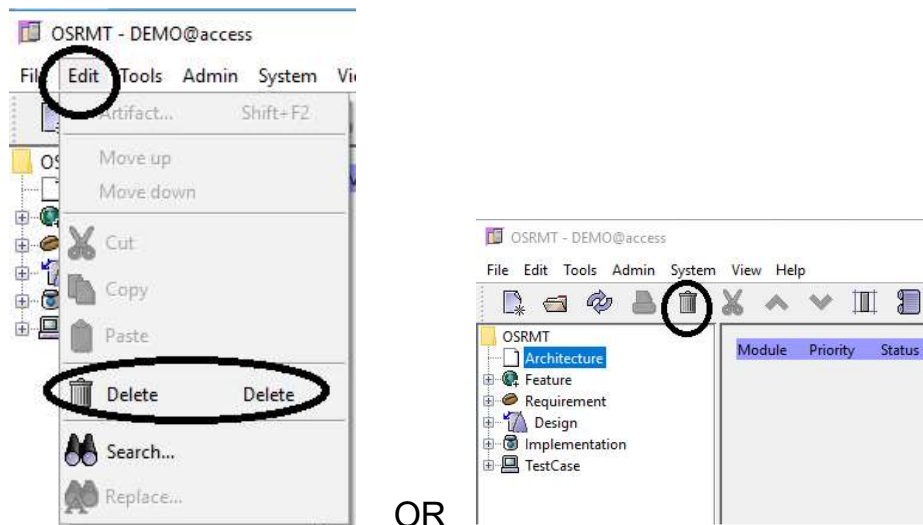 OSRMT - DEMO@access
Edit Tools Admin System
Artifact... Shift+F2
Move up
Move down
Cut
Copy
Paste
Delete Delete
Search...
Replace...
OR
OSRMT - DEMO@access
File Edit Tools Admin System View Help
OSRMT
Architecture
Feature
Requirement
Design
Implementation
TestCase
Module Priority Status